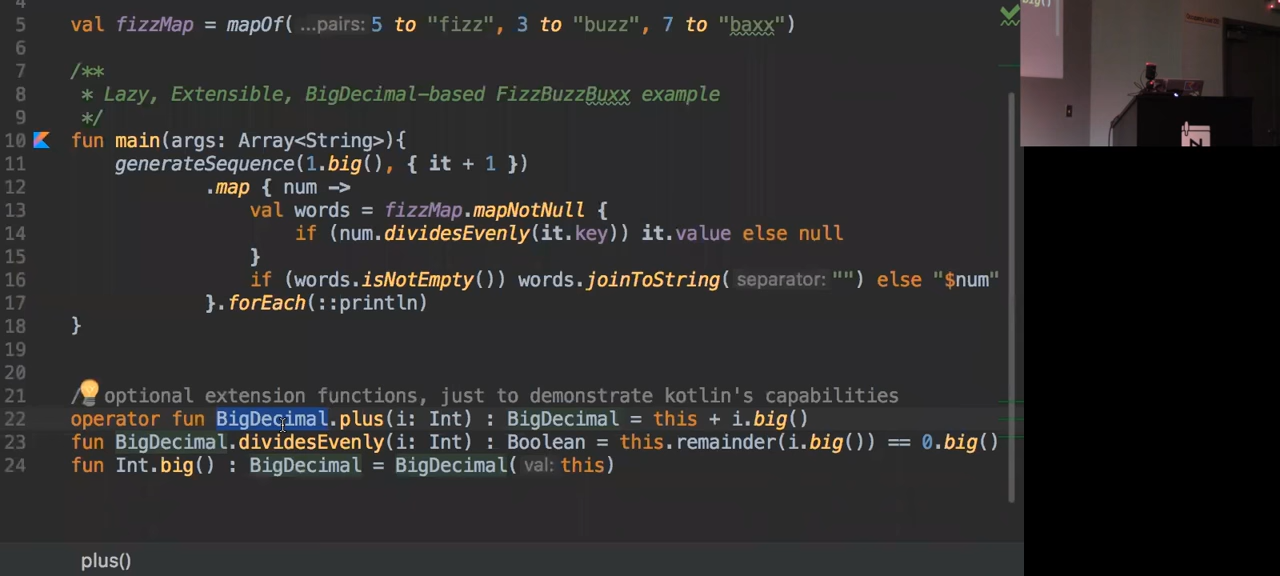 4
5 val fizzMap = mapOf( ...pairs: 5 to "fizz", 3 to "buzz", 7 to "baxx")
6
7 /**
8 * Lazy, Extensible, BigDecimal-based FizzBuzzBuxx example
9 */
10 fun main(args: Array<String>){
11 generateSequence(1.big(), { it + 1 })
12 .map { num ->
13 val words = fizzMap.mapNotNull {
14 if (num.dividesEvenly(it.key)) it.value else null
15 }
16 if (words.isNotEmpty()) words.joinToString( separator: "") else "$num"
17 }.forEach(::println)
18 }
19
20
21 / optional extension functions, just to demonstrate kotlin's capabilities
22 operator fun BigDecimal.plus(i: Int) : BigDecimal = this + i.big()
23 fun BigDecimal.dividesEvenly(i: Int) : Boolean = this.remainder(i.big()) == 0.big()
24 fun Int.big() : BigDecimal = BigDecimal( val: this)
plus()